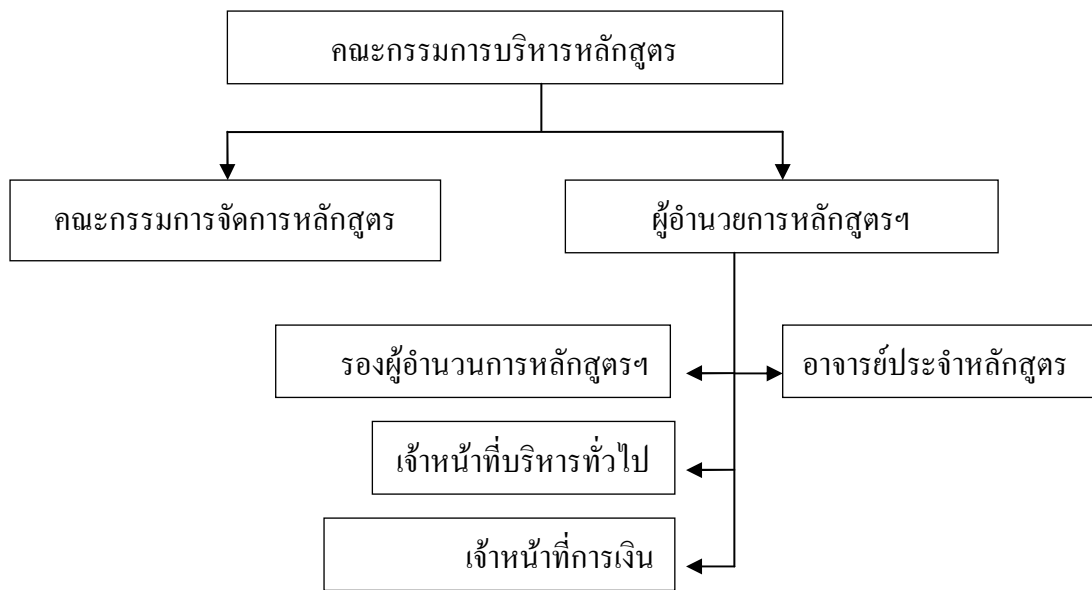 คณะกรรมการบริหารหลักสูตร
คณะกรรมการจัดการหลักสูตร
ผู้อำนวยการหลักสูตรฯ
รองผู้อำนวนการหลักสูตรฯ
อาจารย์ประจำหลักสูตร
เจ้าหน้าที่บริหารทั่วไป
เจ้าหน้าที่การเงิน